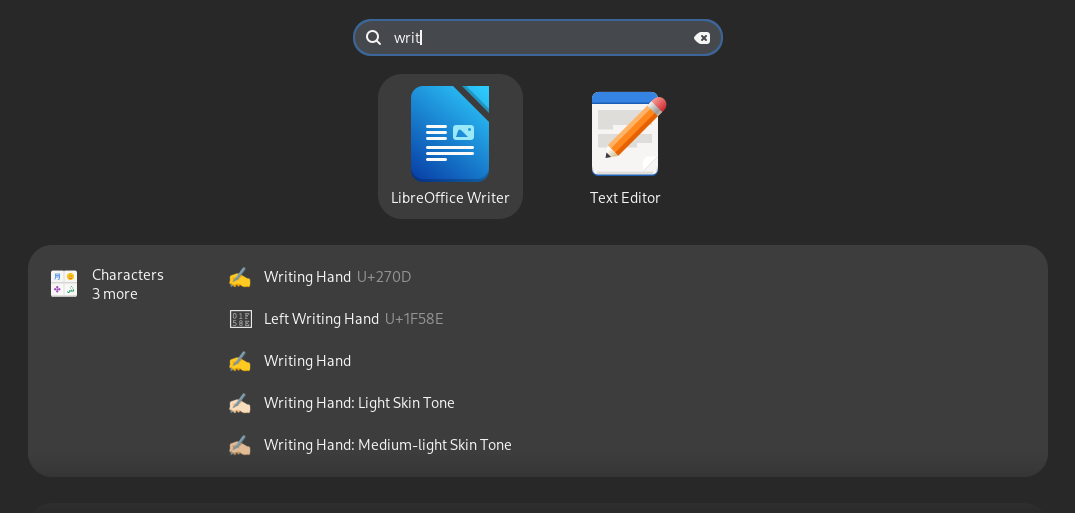 writ
LibreOffice Writer
Text Editor
Characters
3 more
Writing Hand U+270D
Left Writing Hand U+1F58E
Writing Hand
Writing Hand: Light Skin Tone
Writing Hand: Medium-light Skin Tone